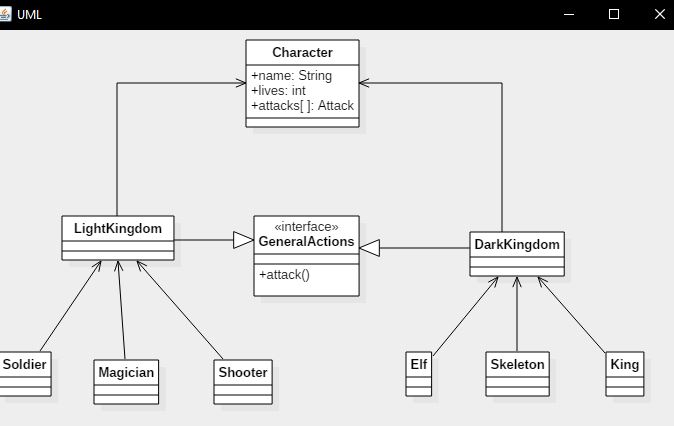 UML
Character
+name: String
+lives: int
+attacks[ ]: Attack
LightKingdom
«interface»
GeneralActions
+attack()
DarkKingdom
Soldier
Magician
Shooter
Elf
Skeleton
King